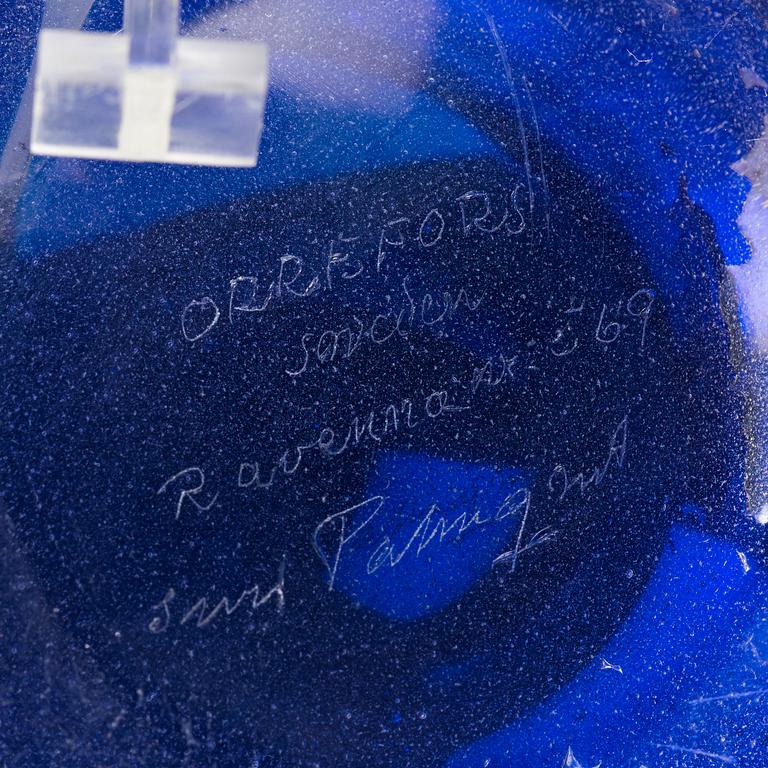 ORREFORS
Sweden
Ravenna nr. 569
Sven Palmqvist